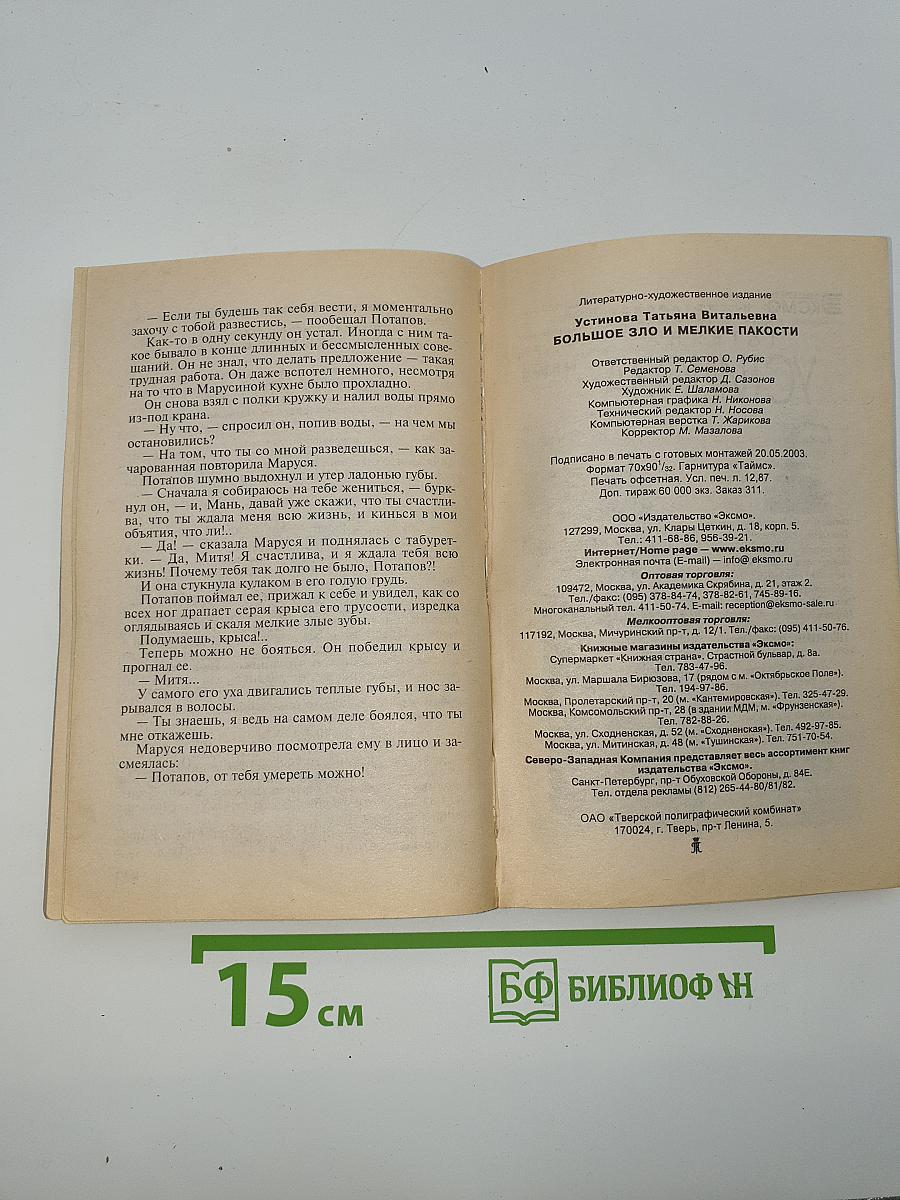 — Если ты будешь так себя вести, я моментально
захочу с тобой развестись, — пообещал Потапов.
Как-то в одну секунду он устал. Иногда с ним та-
кое бывало в конце длинных и бессмысленных сове-
щаний. Он не знал, что делать предложение — такая
трудная работа. Он даже вспотел немного, несмотря
на то что в Марусиной кухне было прохладно.
Он снова взял с полки кружку и налил воды прямо
из-под крана.
— Ну что, — спросил он, попив воды, — на чем мы
остановились?
— На том, что ты со мной разведешься, — как за-
чарованная повторила Маруся.
Потапов шумно выдохнул и утер ладонью губы.
— Сначала я собираюсь на тебе жениться, — бурк-
нул он, — и, Мань, давай уже скажи, что ты счастли-
ва, что ты ждала меня всю жизнь, и кинься в мои
объятия, что ли!..
— Да! — сказала Маруся и поднялась с табурет-
ки. — Да, Митя! Я счастлива, и я ждала тебя всю
жизнь! Почему тебя так долго не было, Потапов?!
И она стукнула кулаком в его голую грудь.
Потапов поймал ее, прижал к себе и увидел, как со
всех ног драпает серая крыса его трусости, изредка
оглядываясь и скаля мелкие злые зубы.
Подумаешь, крыса!..
Теперь можно не бояться. Он победил крысу и
прогнал ее.
— Митя...
У самого его уха двигались теплые губы, и нос за-
рывался в волосы.
— Ты знаешь, я ведь на самом деле боялся, что ты
мне откажешь.
Маруся недоверчиво посмотрела ему в лицо и за-
смеялась:
— Потапов, от тебя умереть можно!
Литературно-художественное издание
Устинова Татьяна Витальевна
БОЛЬШОЕ ЗЛО И МЕЛКИЕ ПАКОСТИ
Ответственный редактор О. Рубис
Редактор Т. Семенова
Художественный редактор Д. Сазонов
Художник Е. Шаламова
Компьютерная графика Н. Никонова
Технический редактор Н. Носова
Компьютерная верстка Т. Жарикова
Корректор М. Мазалова
Подписано в печать с готовых монтажей 20.05.2003.
Формат 70x90 1/32. Гарнитура «Таймс».
Печать офсетная. Усл. печ. л. 12,87.
Доп. тираж 60 000 экз. Заказ 311.
ООО «Издательство «Эксмо».
127299, Москва, ул. Клары Цеткин, д. 18, корп. 5.
Тел.: 411-68-86, 956-39-21.
Интернет/Home page — www.eksmo.ru
Электронная почта (E-mail) — info@ eksmo.ru
Оптовая торговля:
109472, Москва, ул. Академика Скрябина, д. 21, этаж 2.
Тел./факс: (095) 378-84-74, 378-82-61, 745-89-16.
Многоканальный тел. 411-50-74. E-mail: reception@eksmo-sale.ru
Мелкооптовая торговля:
117192, Москва, Мичуринский пр-т, д. 12/1. Тел./факс: (095) 411-50-76.
Книжные магазины издательства «Эксмо»:
Супермаркет «Книжная страна». Страстной бульвар, д. 8а.
Тел. 783-47-96.
Москва, ул. Маршала Бирюзова, 17 (рядом с м. «Октябрьское Поле»).
Тел. 194-97-86.
Москва, Пролетарский пр-т, 20 (м. «Кантемировская»). Тел. 325-47-29.
Москва, Комсомольский пр-т, 28 (в здании МДМ, м. «Фрунзенская»).
Тел. 782-88-26.
Москва, ул. Сходненская, д. 52 (м. «Сходненская»). Тел. 492-97-85.
Москва, ул. Митинская, д. 48 (м. «Тушинская»). Тел. 751-70-54.
Северо-Западная Компания представляет весь ассортимент книг
издательства «Эксмо».
Санкт-Петербург, пр-т Обуховской Обороны, д. 84Е.
Тел. отдела рекламы (812) 265-44-80/81/82.
ОАО «Тверской полиграфический комбинат»
170024, г. Тверь, пр-т Ленина, 5.
15 см
БФ БИБЛИОФАН